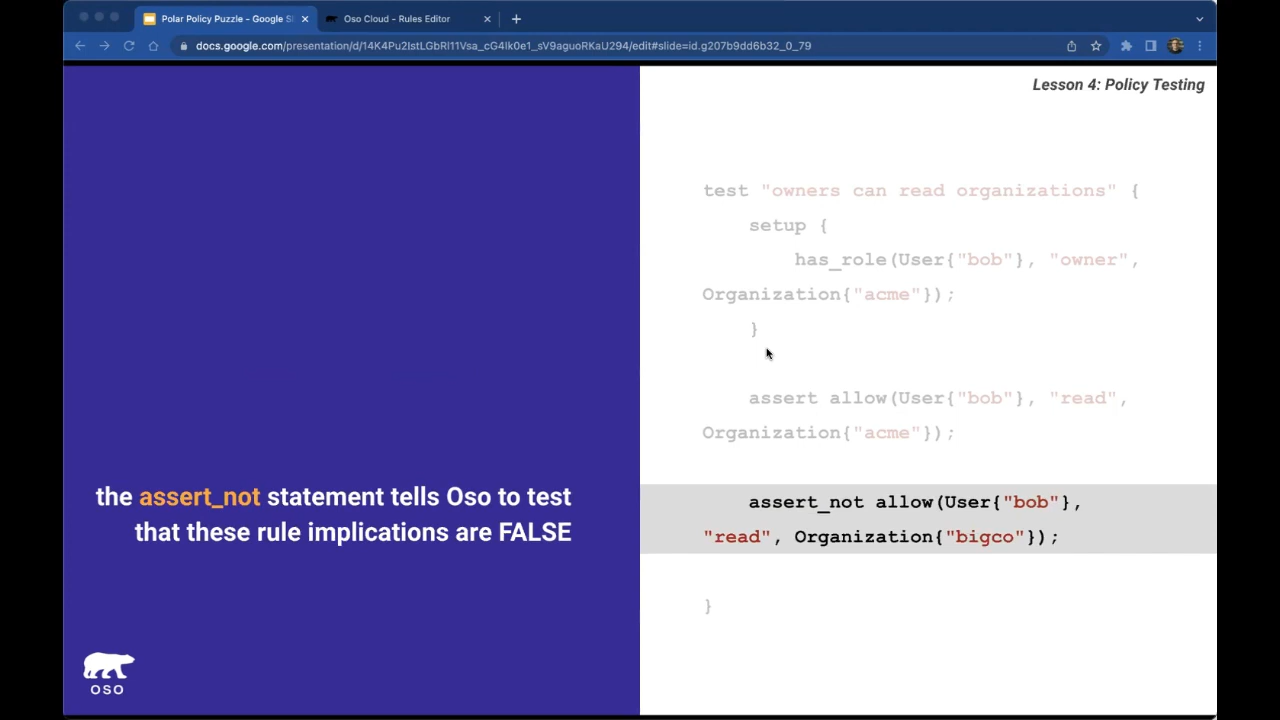 Polar Policy Puzzle - Google S
Oso Cloud - Rules Editor
docs.google.com/presentation/d/14K4Pu2IstLGbRl11Vsa_cG4Ik0e1_sV9aguoRKaU294/edit#slide=id.g207b9dd6b32_0_79
Lesson 4: Policy Testing
test "owners can read organizations" {
setup {
has_role(User{"bob"}, "owner",
Organization{"acme"});
}
assert allow(User{"bob"}, "read",
Organization{"acme"});
the assert_not statement tells Oso to test
that these rule implications are FALSE
assert_not allow(User{"bob"},
"read", Organization{"bigco"});
}
OSO